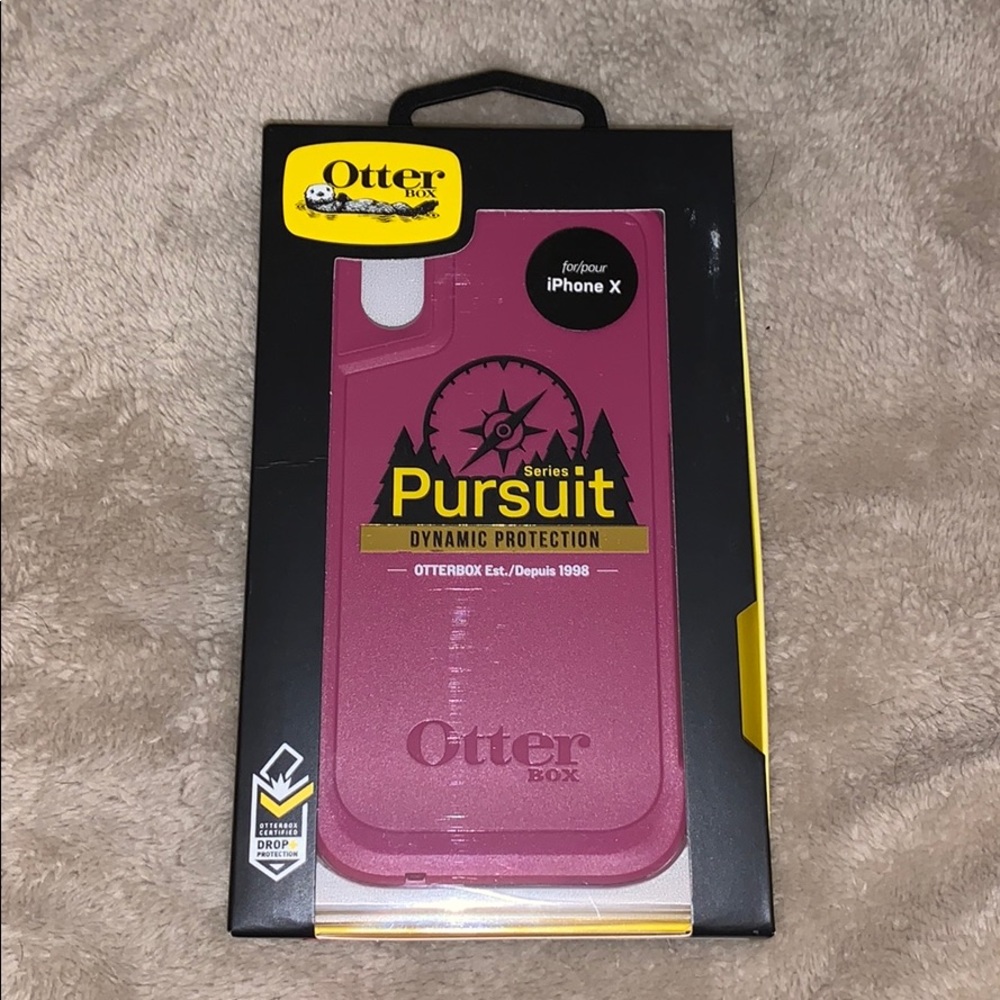 Otter
BOX
for/pour
iPhone X
Series
Pursuit
DYNAMIC PROTECTION
OTTERBOX Est./Depuis 1998
Otter
BOX
OTTERBOX
CERTIFIED
DROP+
PROTECTION